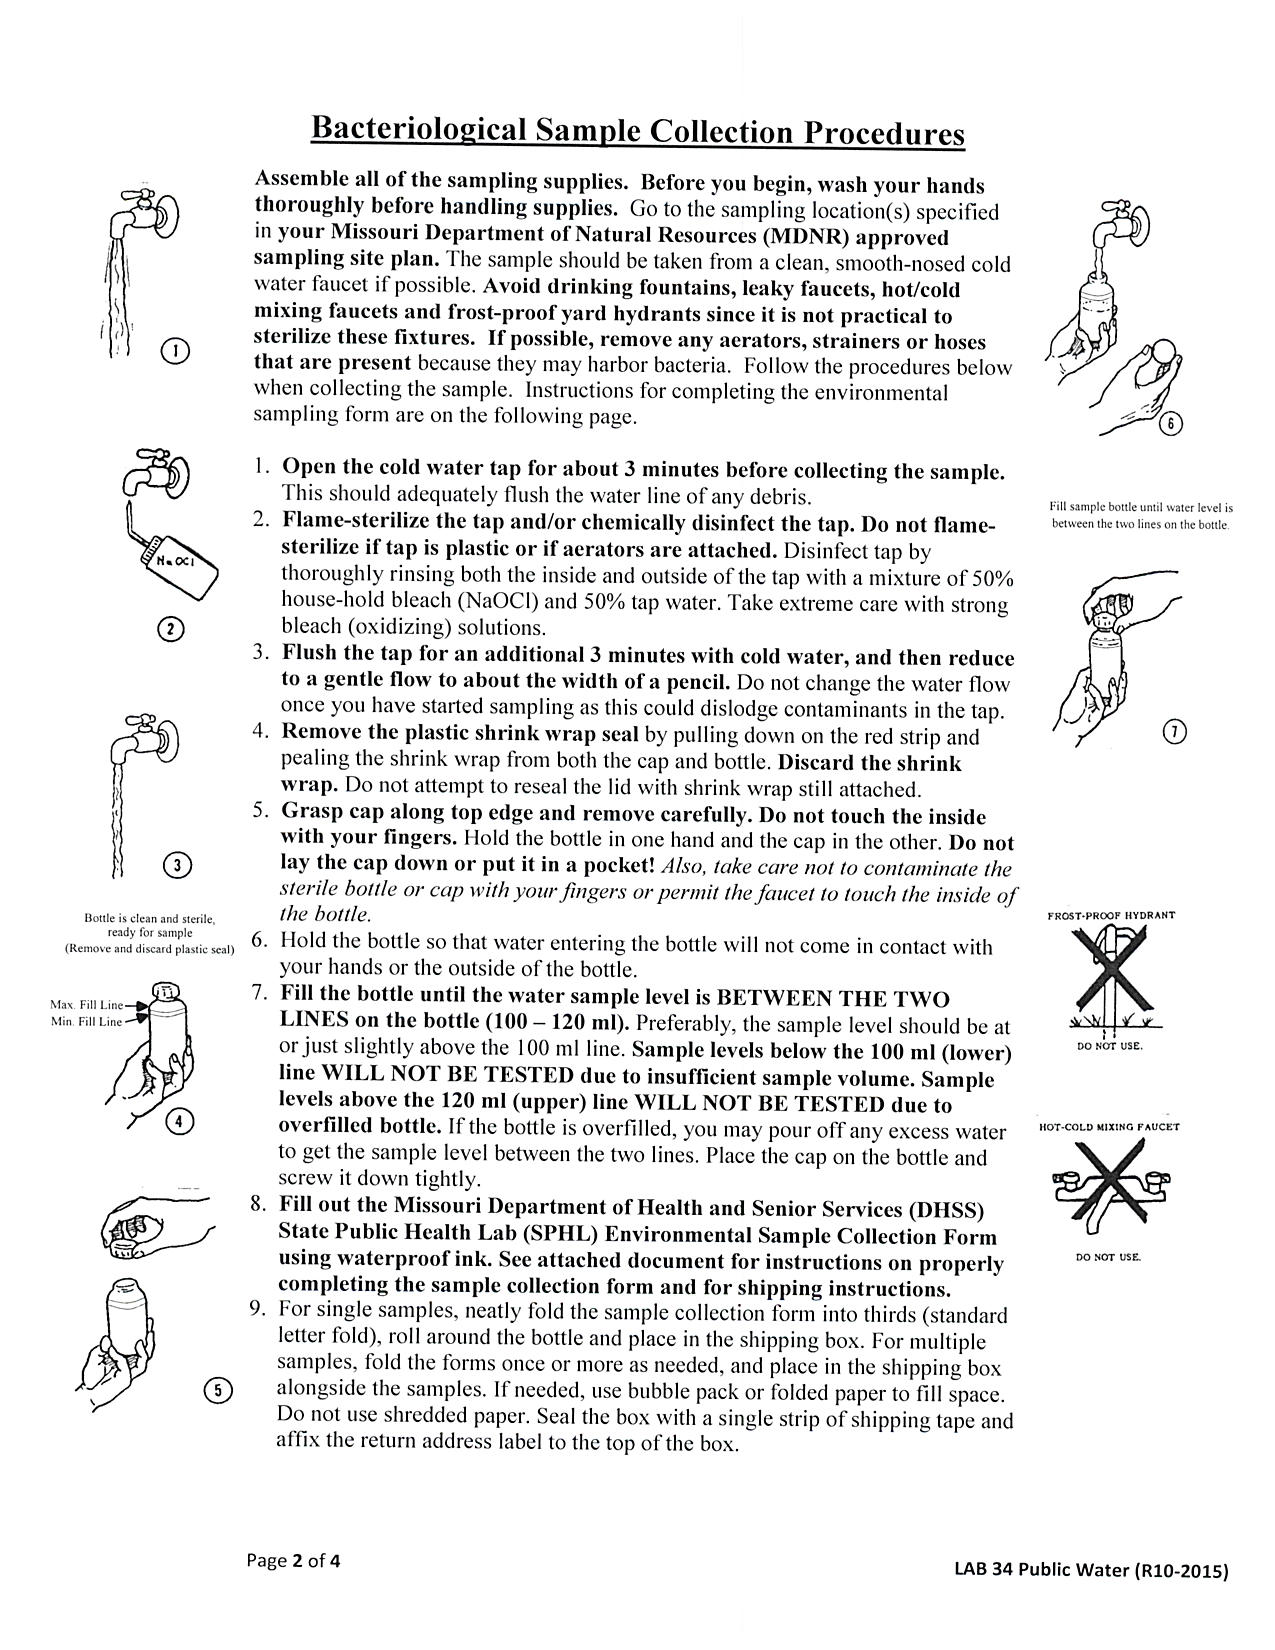 Bacteriological Sample Collection Procedures
Assemble all of the sampling supplies. Before you begin, wash your hands
thoroughly before handling supplies. Go to the sampling location(s) specified
in your Missouri Department of Natural Resources (MDNR) approved
sampling site plan. The sample should be taken from a clean, smooth-nosed cold
water faucet if possible. Avoid drinking fountains, leaky faucets, hot/cold
mixing faucets and frost-proof yard hydrants since it is not practical to
sterilize these fixtures. If possible, remove any aerators, strainers or hoses
that are present because they may harbor bacteria. Follow the procedures below
when collecting the sample. Instructions for completing the environmental
sampling form are on the following page.
1. Open the cold water tap for about 3 minutes before collecting the sample.
This should adequately flush the water line of any debris.
2. Flame-sterilize the tap and/or chemically disinfect the tap. Do not flame-
sterilize if tap is plastic or if aerators are attached. Disinfect tap by
thoroughly rinsing both the inside and outside of the tap with a mixture of 50%
house-hold bleach (NaOCl) and 50% tap water. Take extreme care with strong
bleach (oxidizing) solutions.
3. Flush the tap for an additional 3 minutes with cold water, and then reduce
to a gentle flow to about the width of a pencil. Do not change the water flow
once you have started sampling as this could dislodge contaminants in the tap.
4. Remove the plastic shrink wrap seal by pulling down on the red strip and
pealing the shrink wrap from both the cap and bottle. Discard the shrink
wrap. Do not attempt to reseal the lid with shrink wrap still attached.
5. Grasp cap along top edge and remove carefully. Do not touch the inside
with your fingers. Hold the bottle in one hand and the cap in the other. Do not
lay the cap down or put it in a pocket! Also, take care not to contaminate the
sterile bottle or cap with your fingers or permit the faucet to touch the inside of
the bottle.
6. Hold the bottle so that water entering the bottle will not come in contact with
your hands or the outside of the bottle.
7. Fill the bottle until the water sample level is BETWEEN THE TWO
LINES on the bottle (100 – 120 ml). Preferably, the sample level should be at
or just slightly above the 100 ml line. Sample levels below the 100 ml (lower)
line WILL NOT BE TESTED due to insufficient sample volume. Sample
levels above the 120 ml (upper) line WILL NOT BE TESTED due to
overfilled bottle. If the bottle is overfilled, you may pour off any excess water
to get the sample level between the two lines. Place the cap on the bottle and
screw it down tightly.
8. Fill out the Missouri Department of Health and Senior Services (DHSS)
State Public Health Lab (SPHL) Environmental Sample Collection Form
using waterproof ink. See attached document for instructions on properly
completing the sample collection form and for shipping instructions.
9. For single samples, neatly fold the sample collection form into thirds (standard
letter fold), roll around the bottle and place in the shipping box. For multiple
samples, fold the forms once or more as needed, and place in the shipping box
alongside the samples. If needed, use bubble pack or folded paper to fill space.
Do not use shredded paper. Seal the box with a single strip of shipping tape and
affix the return address label to the top of the box.
1
NaOCl
2
3
Bottle is clean and sterile,
ready for sample
(Remove and discard plastic seal)
Max. Fill Line
Min. Fill Line
4
5
6
Fill sample bottle until water level is
between the two lines on the bottle.
7
FROST-PROOF HYDRANT
DO NOT USE.
HOT-COLD MIXING FAUCET
DO NOT USE.
Page 2 of 4
LAB 34 Public Water (R10-2015)